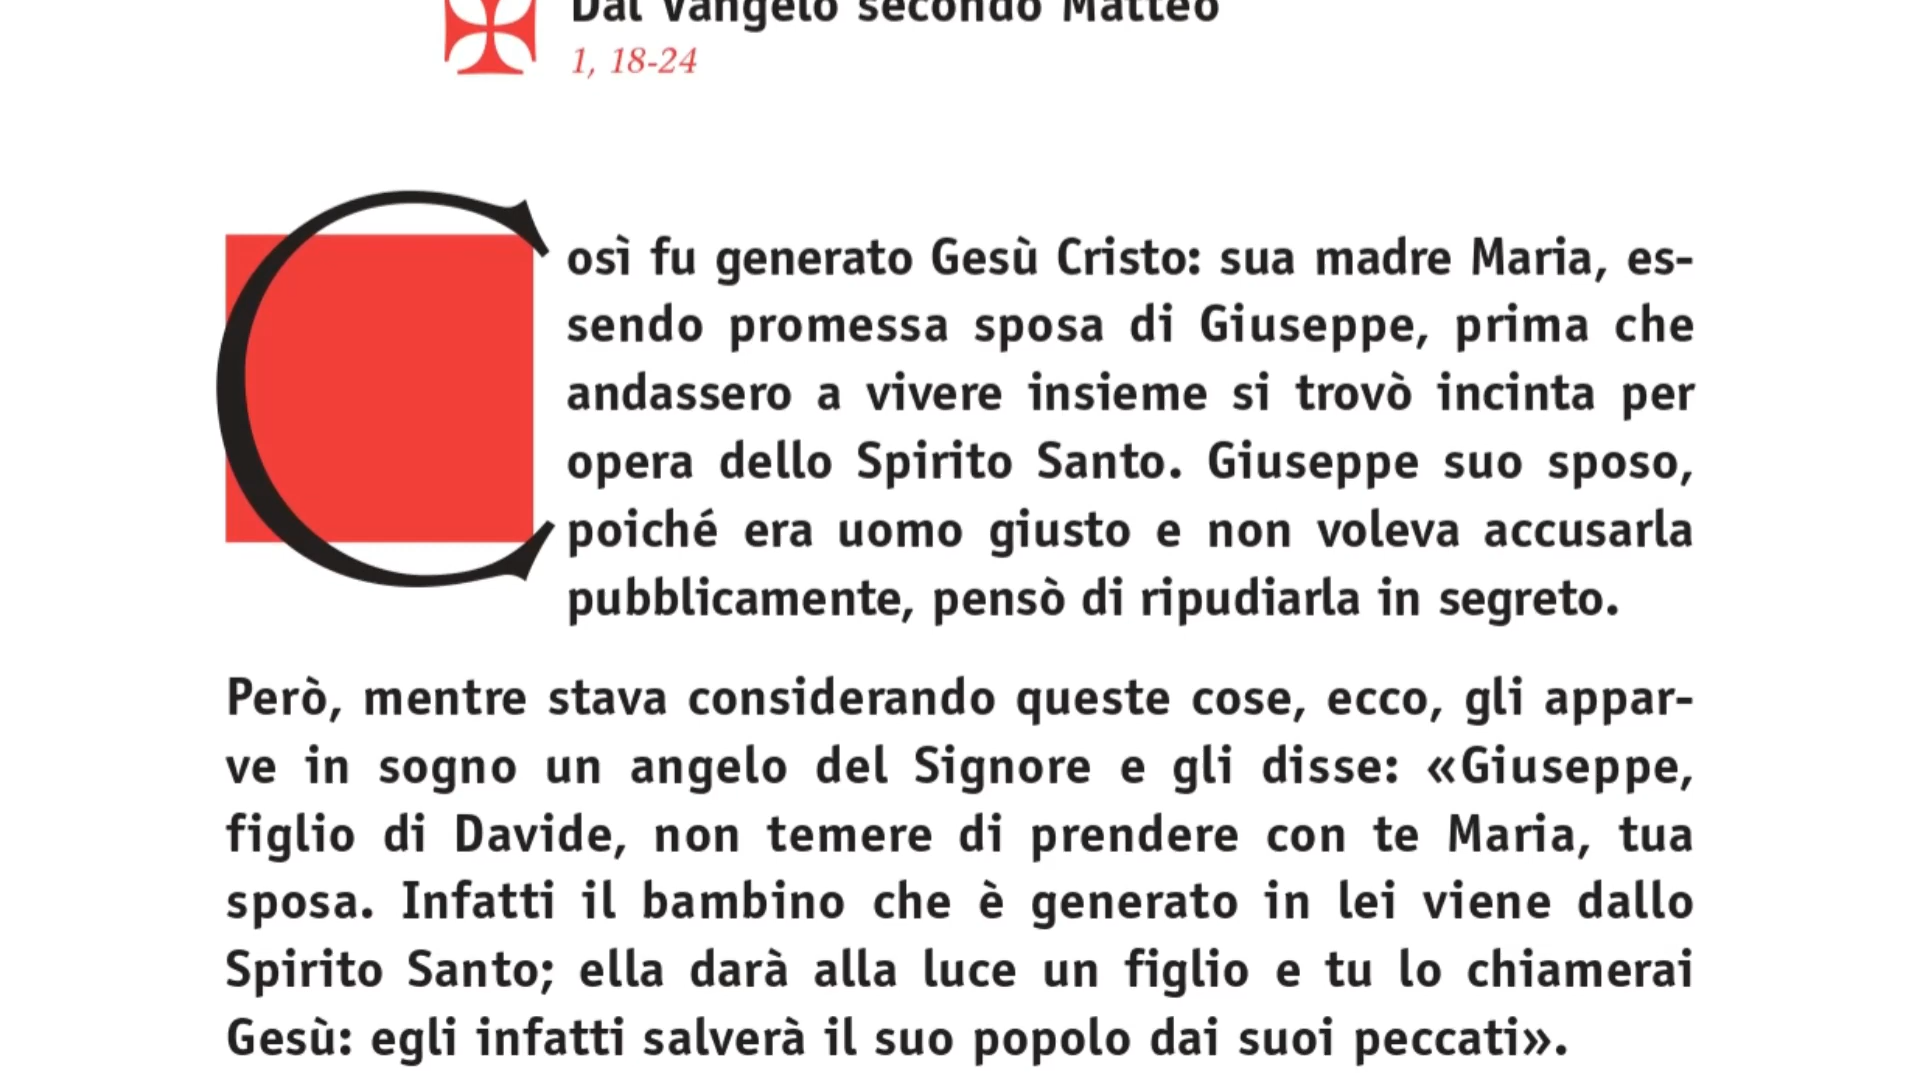 Dal Vangelo secondo Matteo
1, 18-24
Così fu generato Gesù Cristo: sua madre Maria, es-
sendo promessa sposa di Giuseppe, prima che
andassero a vivere insieme si trovò incinta per
opera dello Spirito Santo. Giuseppe suo sposo,
poiché era uomo giusto e non voleva accusarla
pubblicamente, pensò di ripudiarla in segreto.
Però, mentre stava considerando queste cose, ecco, gli appar-
ve in sogno un angelo del Signore e gli disse: «Giuseppe,
figlio di Davide, non temere di prendere con te Maria, tua
sposa. Infatti il bambino che è generato in lei viene dallo
Spirito Santo; ella darà alla luce un figlio e tu lo chiamerai
Gesù: egli infatti salverà il suo popolo dai suoi peccati».